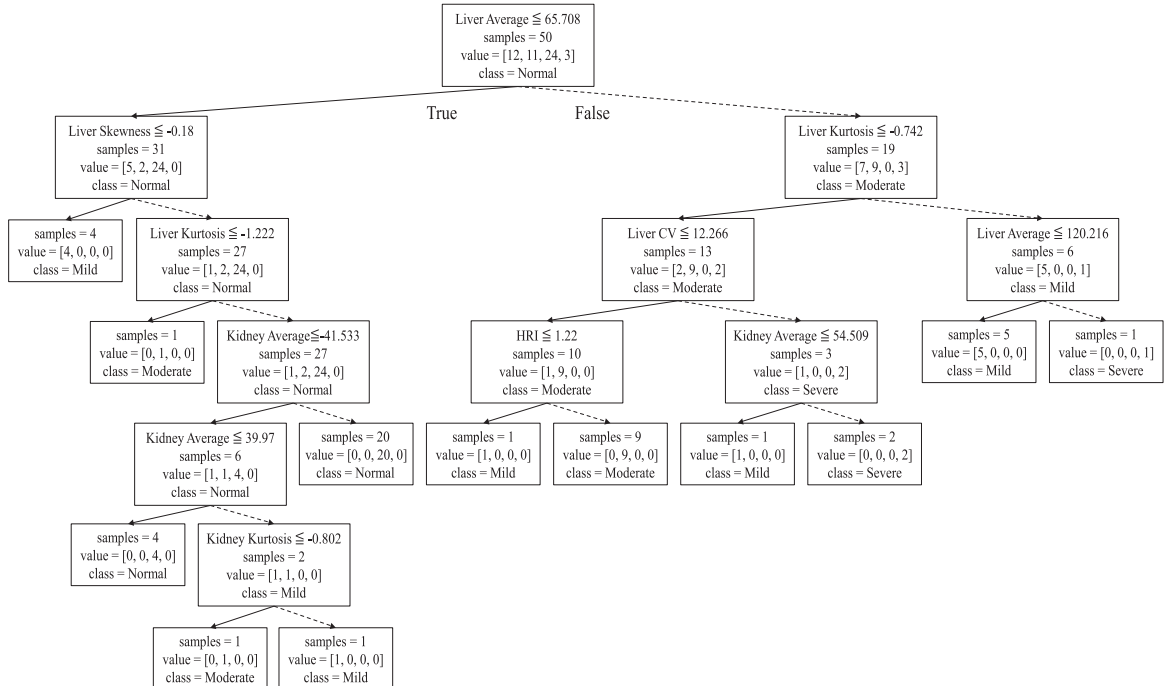 Liver Average ≦ 65.708
samples = 50
value = [12, 11, 24, 3]
class = Normal
True
False
Liver Skewness ≦ -0.18
samples = 31
value = [5, 2, 24, 0]
class = Normal
Liver Kurtosis ≦ -0.742
samples = 19
value = [7, 9, 0, 3]
class = Moderate
samples = 4
value = [4, 0, 0, 0]
class = Mild
Liver Kurtosis ≦ -1.222
samples = 27
value = [1, 2, 24, 0]
class = Normal
Liver CV ≦ 12.266
samples = 13
value = [2, 9, 0, 2]
class = Moderate
Liver Average ≦ 120.216
samples = 6
value = [5, 0, 0, 1]
class = Mild
samples = 1
value = [0, 1, 0, 0]
class = Moderate
Kidney Average≦-41.533
samples = 27
value = [1, 2, 24, 0]
class = Normal
HRI ≦ 1.22
samples = 10
value = [1, 9, 0, 0]
class = Moderate
Kidney Average ≦ 54.509
samples = 3
value = [1, 0, 0, 2]
class = Severe
samples = 5
value = [5, 0, 0, 0]
class = Mild
samples = 1
value = [0, 0, 0, 1]
class = Severe
Kidney Average ≦ 39.97
samples = 6
value = [1, 1, 4, 0]
class = Normal
samples = 20
value = [0, 0, 20, 0]
class = Normal
samples = 1
value = [1, 0, 0, 0]
class = Mild
samples = 9
value = [0, 9, 0, 0]
class = Moderate
samples = 1
value = [1, 0, 0, 0]
class = Mild
samples = 2
value = [0, 0, 0, 2]
class = Severe
samples = 4
value = [0, 0, 4, 0]
class = Normal
Kidney Kurtosis ≦ -0.802
samples = 2
value = [1, 1, 0, 0]
class = Mild
samples = 1
value = [0, 1, 0, 0]
class = Moderate
samples = 1
value = [1, 0, 0, 0]
class = Mild